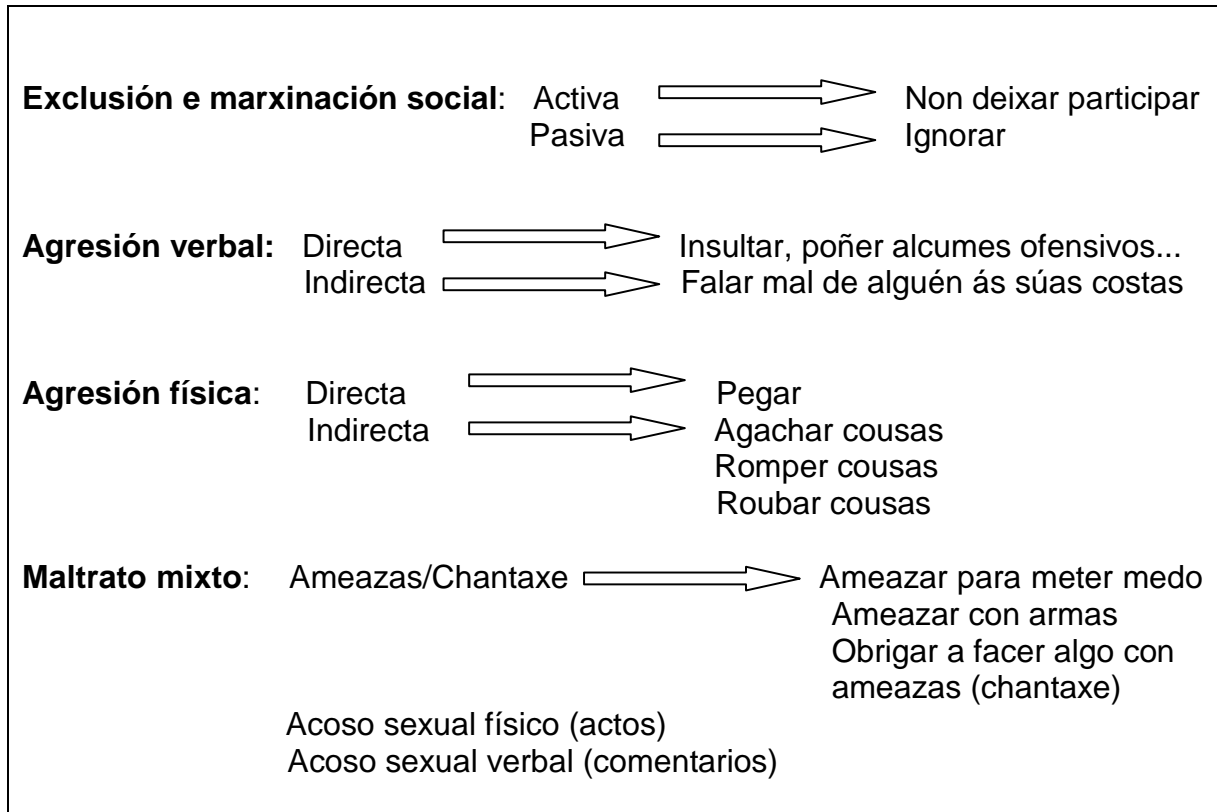 Exclusión e marxinación social: Activa Non deixar participar
Pasiva Ignorar
Agresión verbal: Directa Insultar, poñer alcumes ofensivos...
Indirecta Falar mal de alguén ás súas costas
Agresión física: Directa Pegar
Indirecta Agachar cousas
Romper cousas
Roubar cousas
Maltrato mixto: Ameazas/Chantaxe Ameazar para meter medo
Ameazar con armas
Obrigar a facer algo con
ameazas (chantaxe)
Acoso sexual físico (actos)
Acoso sexual verbal (comentarios)